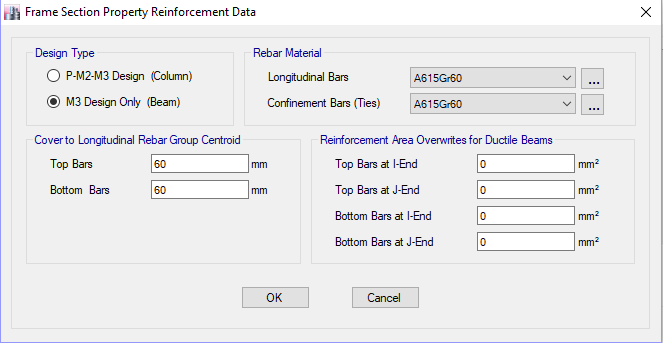 Frame Section Property Reinforcement Data
Design Type
P-M2-M3 Design (Column)
M3 Design Only (Beam)
Rebar Material
Longitudinal Bars A615Gr60 ...
Confinement Bars (Ties) A615Gr60 ...
Cover to Longitudinal Rebar Group Centroid
Top Bars 60 mm
Bottom Bars 60 mm
Reinforcement Area Overwrites for Ductile Beams
Top Bars at I-End 0 mm²
Top Bars at J-End 0 mm²
Bottom Bars at I-End 0 mm²
Bottom Bars at J-End 0 mm²
OK Cancel